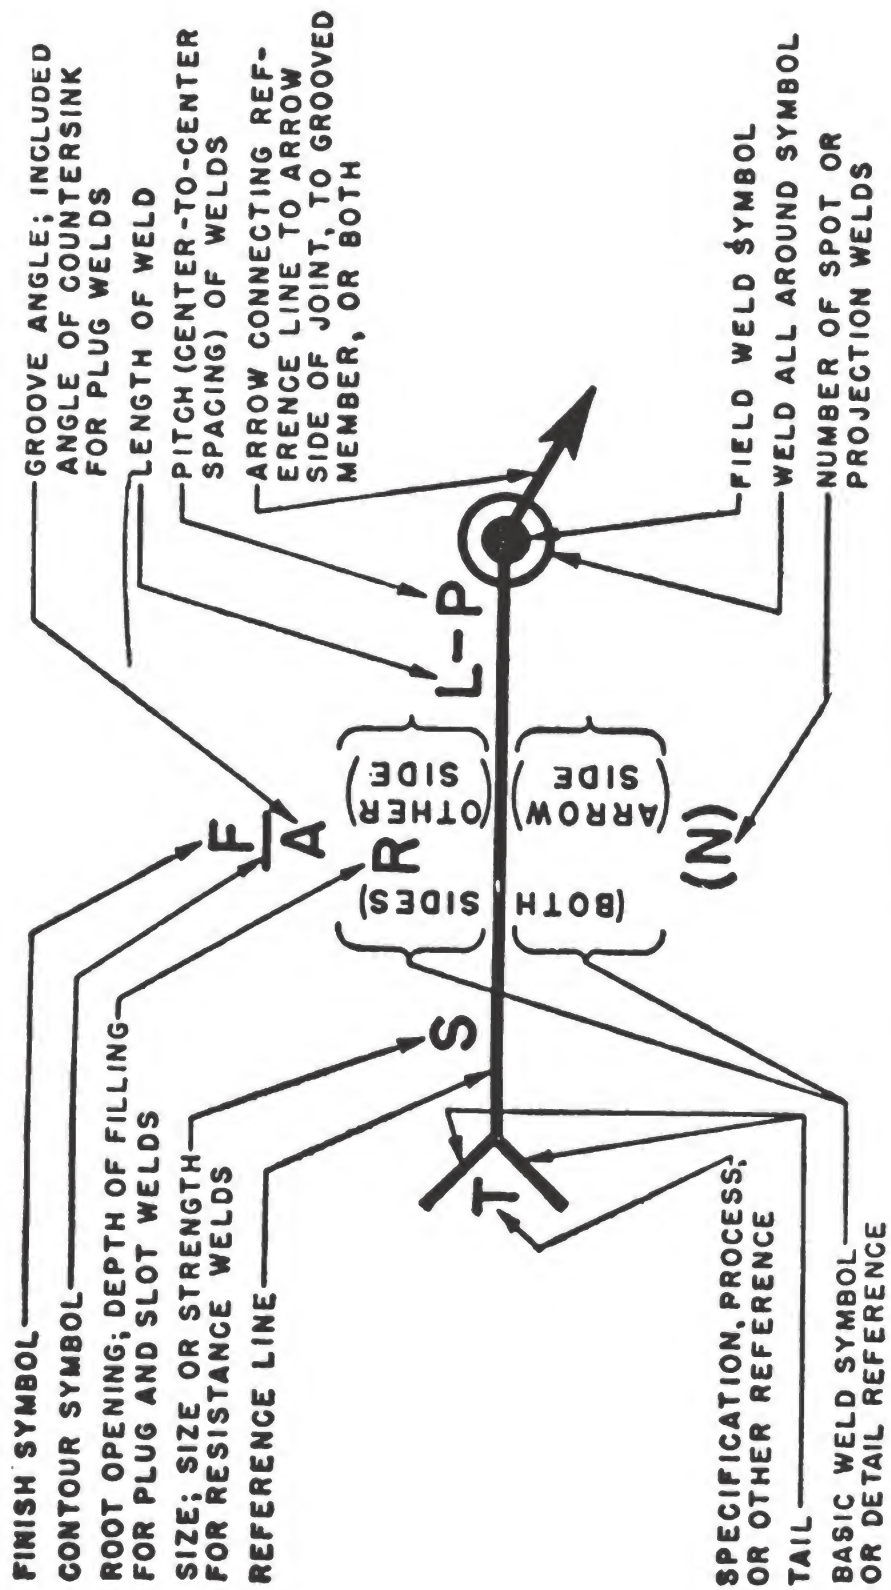 FINISH SYMBOL
CONTOUR SYMBOL
ROOT OPENING; DEPTH OF FILLING
FOR PLUG AND SLOT WELDS
SIZE; SIZE OR STRENGTH
FOR RESISTANCE WELDS
REFERENCE LINE
SPECIFICATION, PROCESS,
OR OTHER REFERENCE
TAIL
BASIC WELD SYMBOL
OR DETAIL REFERENCE
T
S
F
A
R
(N)
(BOTH SIDES)
(OTHER
SIDE)
(ARROW
SIDE)
L-P
GROOVE ANGLE; INCLUDED
ANGLE OF COUNTERSINK
FOR PLUG WELDS
LENGTH OF WELD
PITCH (CENTER-TO-CENTER
SPACING) OF WELDS
ARROW CONNECTING REF-
ERENCE LINE TO ARROW
SIDE OF JOINT, TO GROOVED
MEMBER, OR BOTH
FIELD WELD SYMBOL
WELD ALL AROUND SYMBOL
NUMBER OF SPOT OR
PROJECTION WELDS